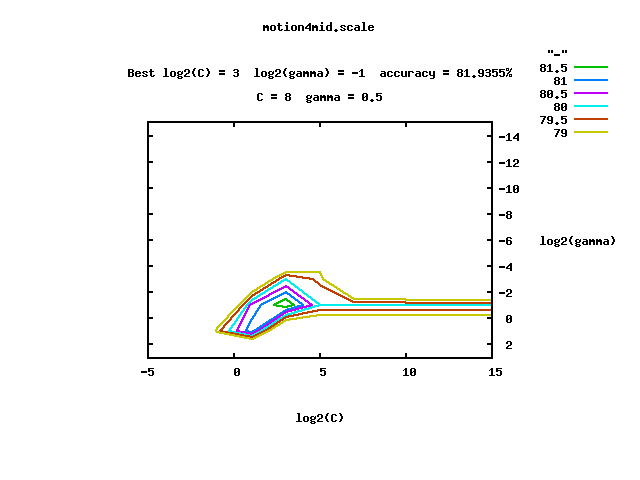 motion4mid.scale
"-"
Best log2(C) = 3  log2(gamma) = -1  accuracy = 81.9355%
C = 8  gamma = 0.5
81.5
81
80.5
80
79.5
79
-14
-12
-10
-8
-6
-4
-2
0
2
log2(gamma)
-5 0 5 10 15
log2(C)